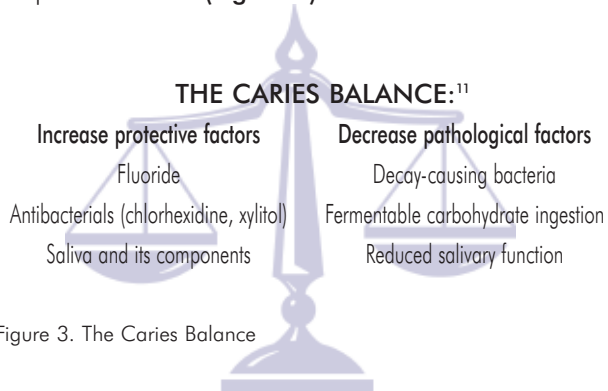 THE CARIES BALANCE:¹¹
Increase protective factors
Decrease pathological factors
Fluoride
Decay-causing bacteria
Antibacterials (chlorhexidine, xylitol)
Fermentable carbohydrate ingestion
Saliva and its components
Reduced salivary function
Figure 3. The Caries Balance